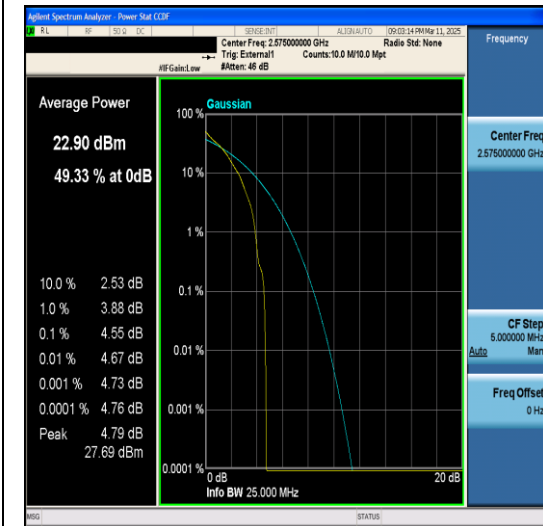 Agilent Spectrum Analyzer - Power Stat CCDF
RL RF 50 Ω DC SENSE:INT ALIGNAUTO 09:03:14 PM Mar 11, 2025
Center Freq: 2.575000000 GHz Radio Std: None
Trig: External1 Counts:10.0 M/10.0 Mpt
#IFGain:Low #Atten: 46 dB
Frequency
Average Power
22.90 dBm
49.33 % at 0dB
10.0 % 2.53 dB
1.0 % 3.88 dB
0.1 % 4.55 dB
0.01 % 4.67 dB
0.001 % 4.73 dB
0.0001 % 4.76 dB
Peak 4.79 dB
27.69 dBm
Gaussian
100 %
10 %
1 %
0.1 %
0.01 %
0.001 %
0.0001 %
0 dB 20 dB
Info BW 25.000 MHz
Center Freq
2.575000000 GHz
CF Step
5.000000 MHz
Auto Man
Freq Offset
0 Hz
MSG STATUS